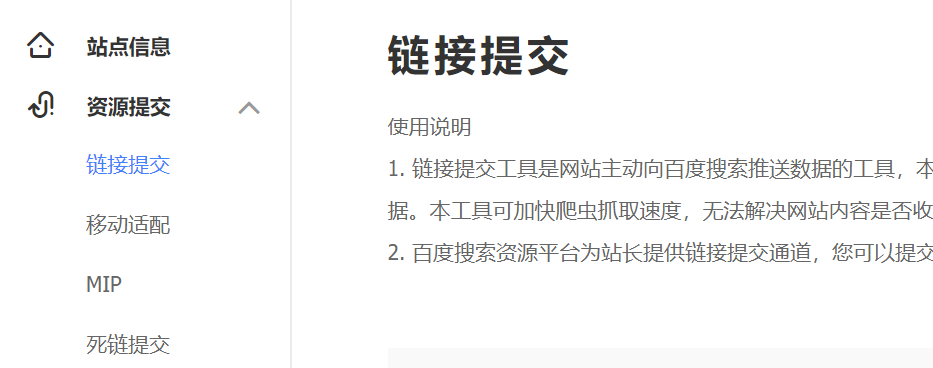 站点信息
资源提交
链接提交
移动适配
MIP
死链提交
链接提交
使用说明
1. 链接提交工具是网站主动向百度搜索推送数据的工具，本
据。本工具可加快爬虫抓取速度，无法解决网站内容是否收
2. 百度搜索资源平台为站长提供链接提交通道，您可以提交